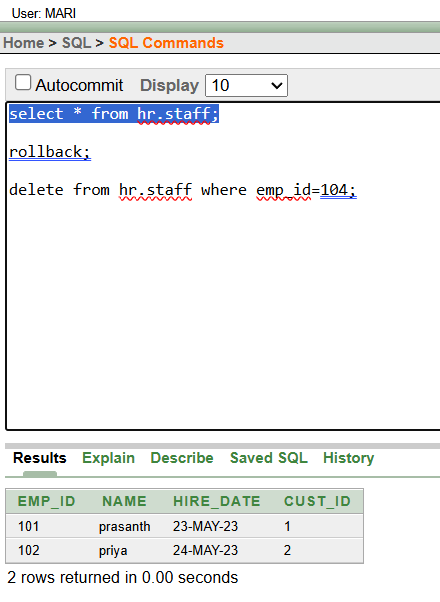 User: MARI
Home > SQL > SQL Commands
Autocommit Display 10
select * from hr.staff;
rollback;
delete from hr.staff where emp_id=104;
Results Explain Describe Saved SQL History
EMP_ID NAME HIRE_DATE CUST_ID
101 prasanth 23-MAY-23 1
102 priya 24-MAY-23 2
2 rows returned in 0.00 seconds